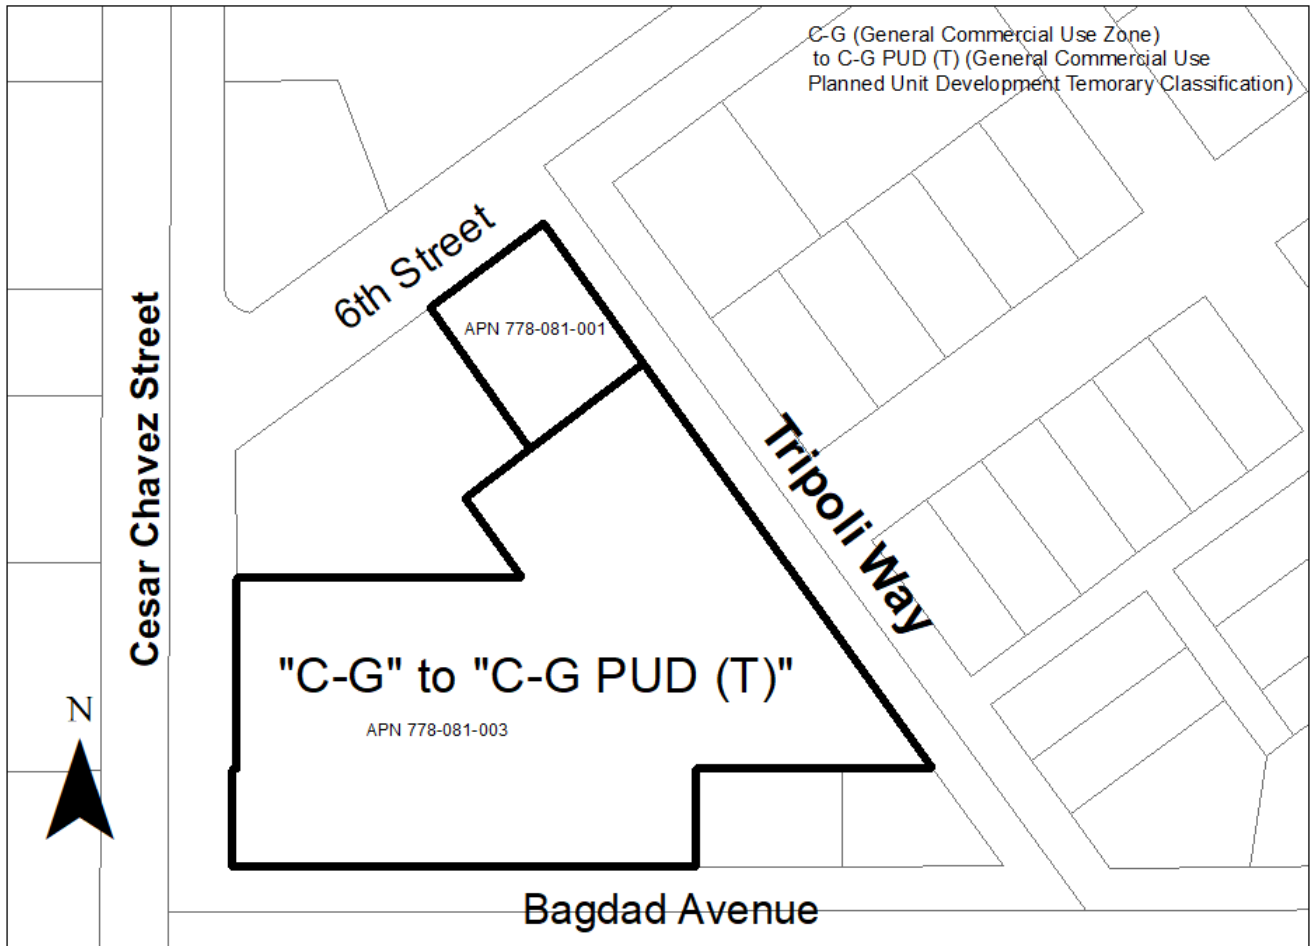 C-G (General Commercial Use Zone)
to C-G PUD (T) (General Commercial Use
Planned Unit Development Temorary Classification)
6th Street
APN 778-081-001
Cesar Chavez Street
Tripoli Way
"C-G" to "C-G PUD (T)"
APN 778-081-003
N
Bagdad Avenue